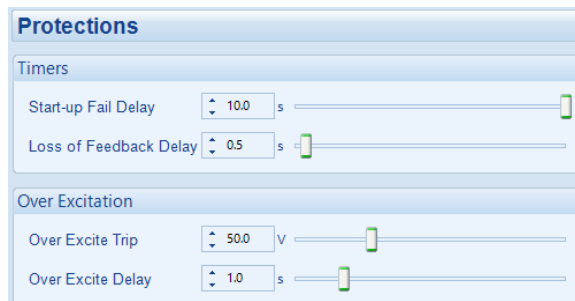 Protections
Timers
Start-up Fail Delay 10.0 s
Loss of Feedback Delay 0.5 s
Over Excitation
Over Excite Trip 50.0 V
Over Excite Delay 1.0 s